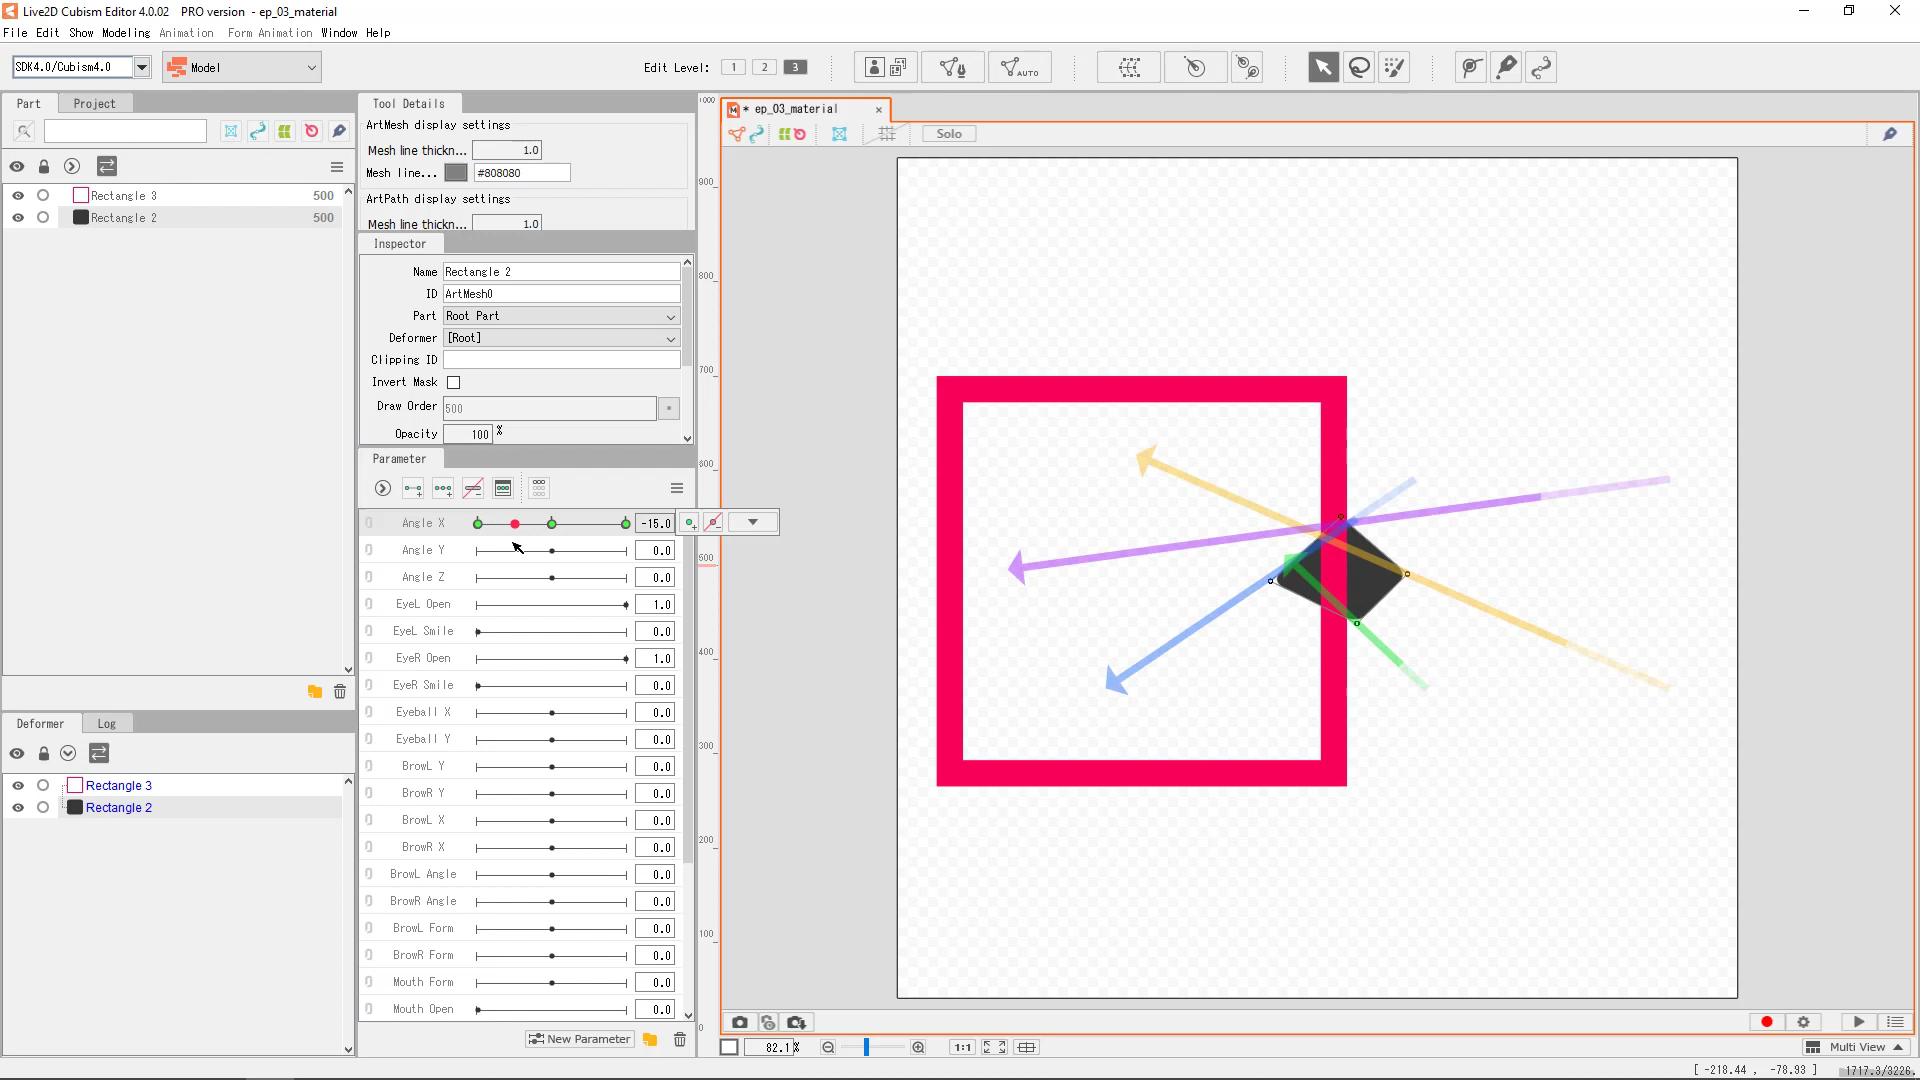 Live2D Cubism Editor 4.0.02 PRO version - ep_03_material
File Edit Show Modeling Animation Form Animation Window Help
SDK4.0/Cubism4.0 Model Edit Level: 1 2 3 AUTO
Part Project
Rectangle 3 500
Rectangle 2 500
Deformer Log
Rectangle 3
Rectangle 2
Tool Details
ArtMesh display settings
Mesh line thickn... 1.0
Mesh line... #808080
ArtPath display settings
Mesh line thickn... 1.0
Inspector
Name Rectangle 2
ID ArtMesh0
Part Root Part
Deformer [Root]
Clipping ID
Invert Mask
Draw Order 500
Opacity 100 %
Parameter
Angle X -15.0
Angle Y 0.0
Angle Z 0.0
EyeL Open 1.0
EyeL Smile 0.0
EyeR Open 1.0
EyeR Smile 0.0
Eyeball X 0.0
Eyeball Y 0.0
BrowL Y 0.0
BrowR Y 0.0
BrowL X 0.0
BrowR X 0.0
BrowL Angle 0.0
BrowR Angle 0.0
BrowL Form 0.0
BrowR Form 0.0
Mouth Form 0.0
Mouth Open 0.0
New Parameter
* ep_03_material
Solo
1000
900
800
700
600
500
400
300
200
100
0
82.1%
1:1
Multi View
[ -218.44 , -78.93 ] 1717.3/3226.